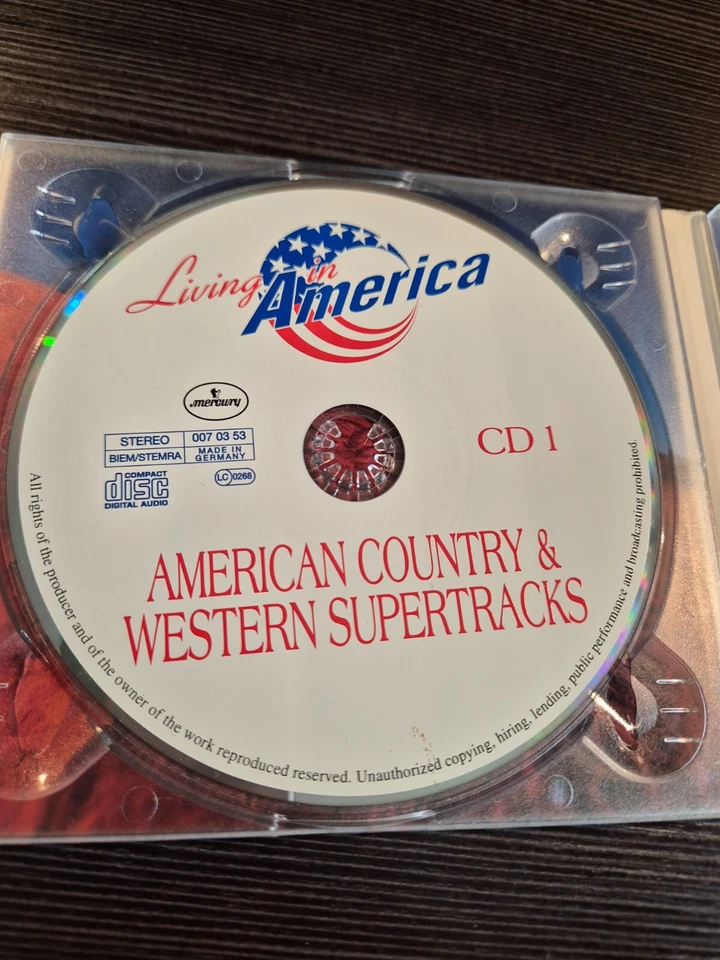 Living in
America
mercury
STEREO
007 03 53
BIEM/STEMRA
MADE IN
GERMANY
COMPACT
disc
DIGITAL AUDIO
LC 0268
CD 1
AMERICAN COUNTRY &
WESTERN SUPERTRACKS
All rights of the producer and of the owner of the work reproduced reserved. Unauthorized copying, hiring, lending, public performance and broadcasting prohibited.